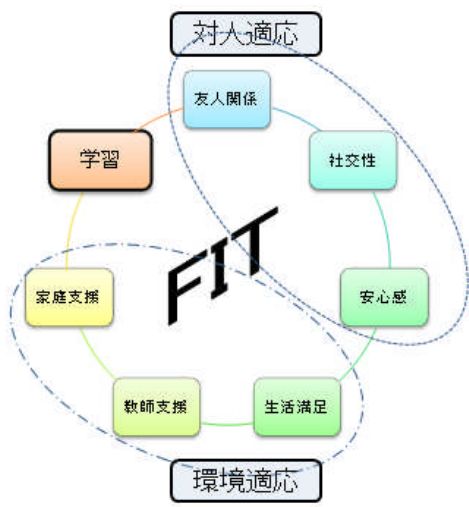 対人適応
友人関係
学習
社交性
FIT
家庭支援
安心感
教師支援
生活満足
環境適応